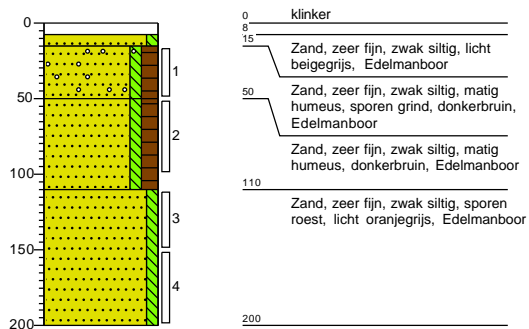 0
50
100
150
200
1
2
3
4
0
klinker
8
15
Zand, zeer fijn, zwak siltig, licht
beigegrijs, Edelmanboor
50
Zand, zeer fijn, zwak siltig, matig
humeus, sporen grind, donkerbruin,
Edelmanboor
Zand, zeer fijn, zwak siltig, matig
humeus, donkerbruin, Edelmanboor
110
Zand, zeer fijn, zwak siltig, sporen
roest, licht oranjegrijs, Edelmanboor
200